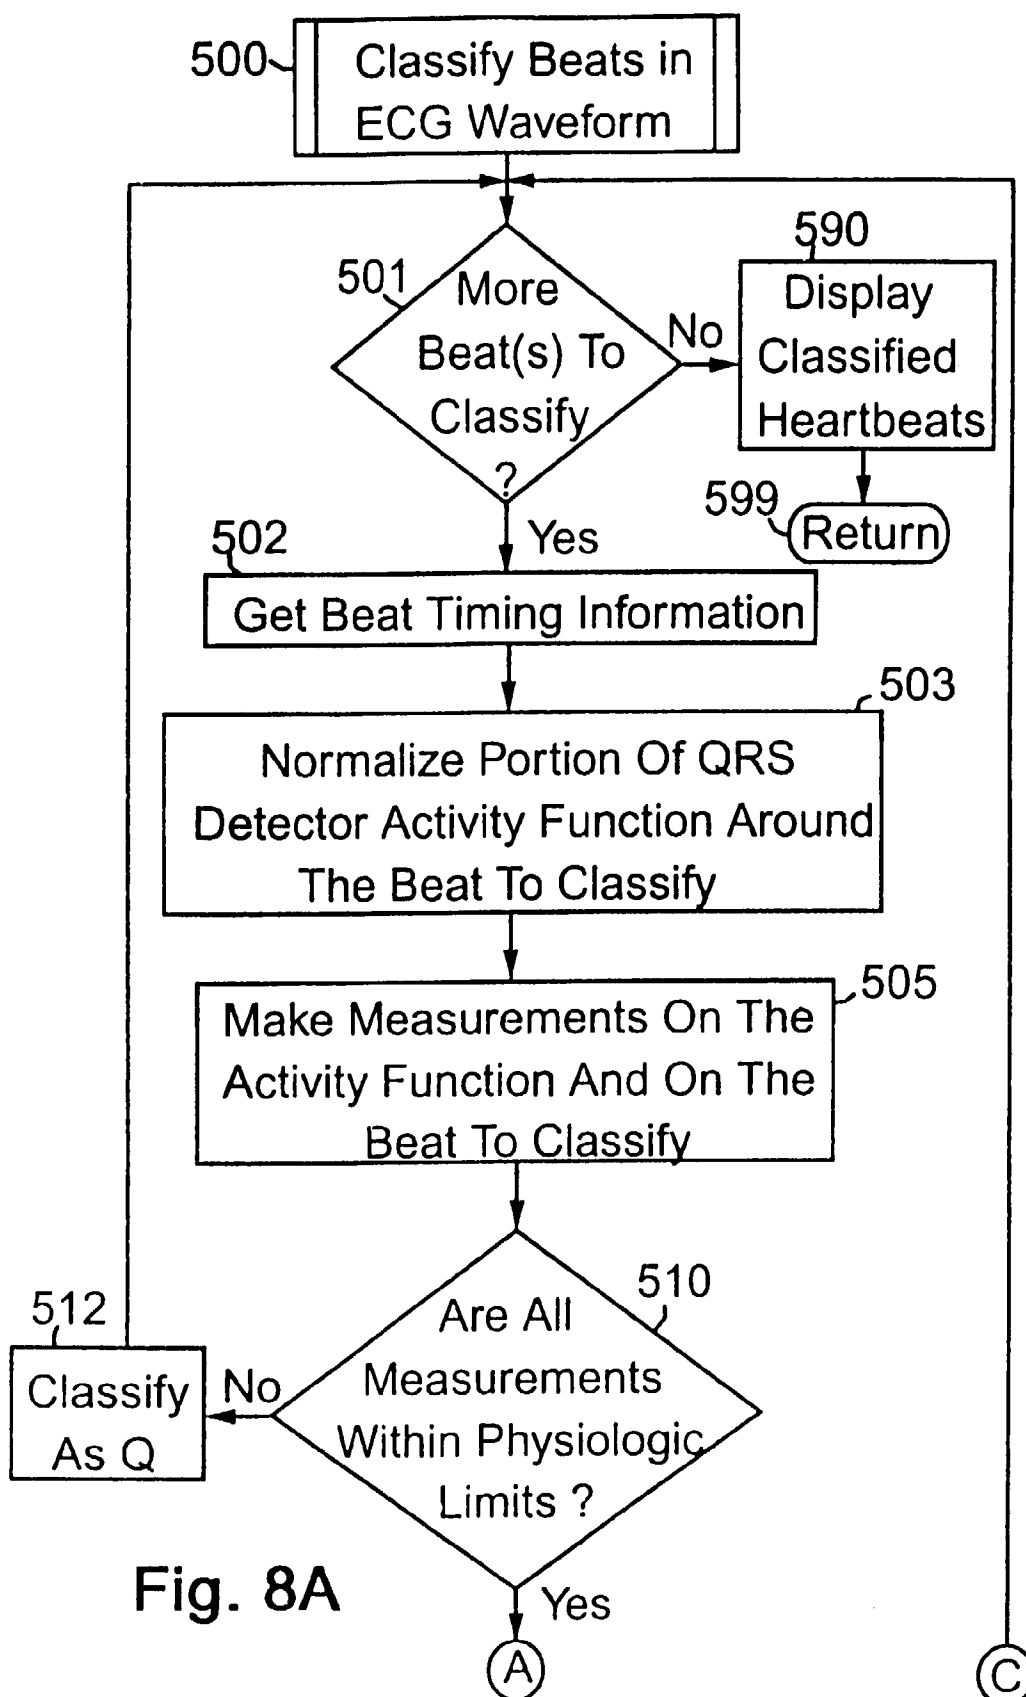 500
Classify Beats in
ECG Waveform
501
More
Beat(s) To
Classify
?
No
590
Display
Classified
Heartbeats
599
Return
Yes
502
Get Beat Timing Information
503
Normalize Portion Of QRS
Detector Activity Function Around
The Beat To Classify
505
Make Measurements On The
Activity Function And On The
Beat To Classify
510
Are All
Measurements
Within Physiologic
Limits ?
No
512
Classify
As Q
Yes
Fig. 8A
A
C